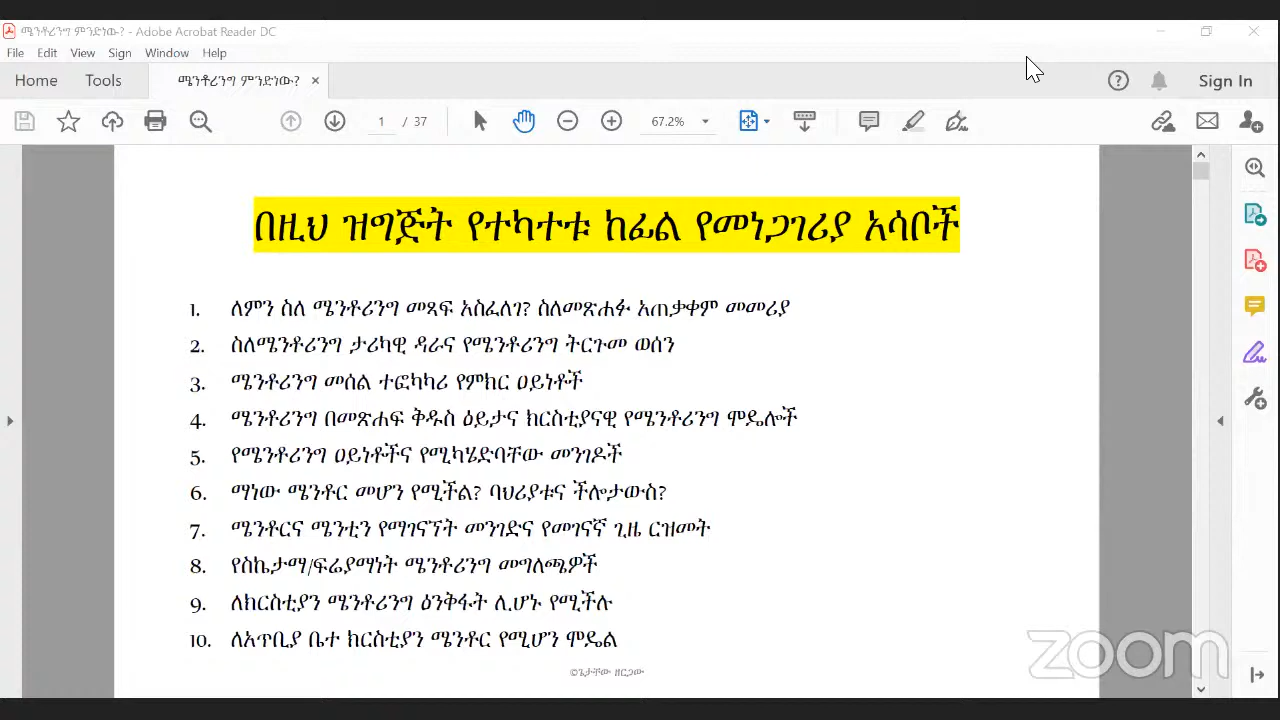 ሜንቶሪንግ ምንድነው? - Adobe Acrobat Reader DC
File Edit View Sign Window Help
Home Tools ሜንቶሪንግ ምንድነው? × Sign In
1 / 37 67.2%
በዚህ ዝግጅት የተካተቱ ከፊል የመነጋገሪያ አሳቦች
1. ለምን ስለ ሜንቶሪንግ መጻፍ አስፈለገ? ስለመጽሐፉ አጠቃቀም መመሪያ
2. ስለሜንቶሪንግ ታሪካዊ ዳራና የሜንቶሪንግ ትርጉመ ወሰን
3. ሜንቶሪንግ መሰል ተፎካካሪ የምክር ዐይነቶች
4. ሜንቶሪንግ በመጽሐፍ ቅዱስ ዕይታና ክርስቲያናዊ የሜንቶሪንግ ሞዴሎች
5. የሜንቶሪንግ ዐይነቶችና የሚካሄድባቸው መንገዶች
6. ማነው ሜንቶር መሆን የሚችል? ባህሪያቱና ችሎታውስ?
7. ሜንቶርና ሜንቲን የማገናኘት መንገድና የመገናኛ ጊዜ ርዝመት
8. የስኬታማ/ፍሬያማነት ሜንቶሪንግ መግለጫዎች
9. ለክርስቲያን ሜንቶሪንግ ዕንቅፋት ሊሆኑ የሚችሉ
10. ለአጥቢያ ቤተ ክርስቲያን ሜንቶር የሚሆን ሞዴል
©ጌታቸው ዘርጋው
zoom